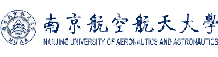 南京航空航天大學
NANJING UNIVERSITY OF AERONAUTICS AND ASTRONAUTICS